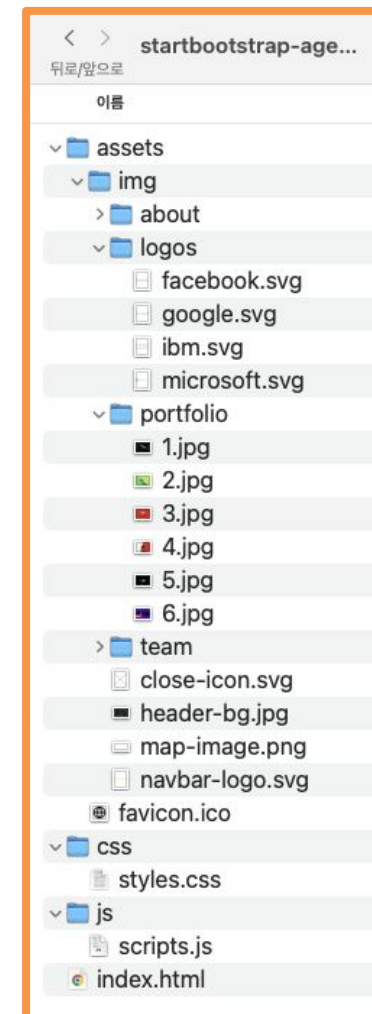 startbootstrap-age...
뒤로/앞으로
이름
assets
img
about
logos
facebook.svg
google.svg
ibm.svg
microsoft.svg
portfolio
1.jpg
2.jpg
3.jpg
4.jpg
5.jpg
6.jpg
team
close-icon.svg
header-bg.jpg
map-image.png
navbar-logo.svg
favicon.ico
css
styles.css
js
scripts.js
index.html